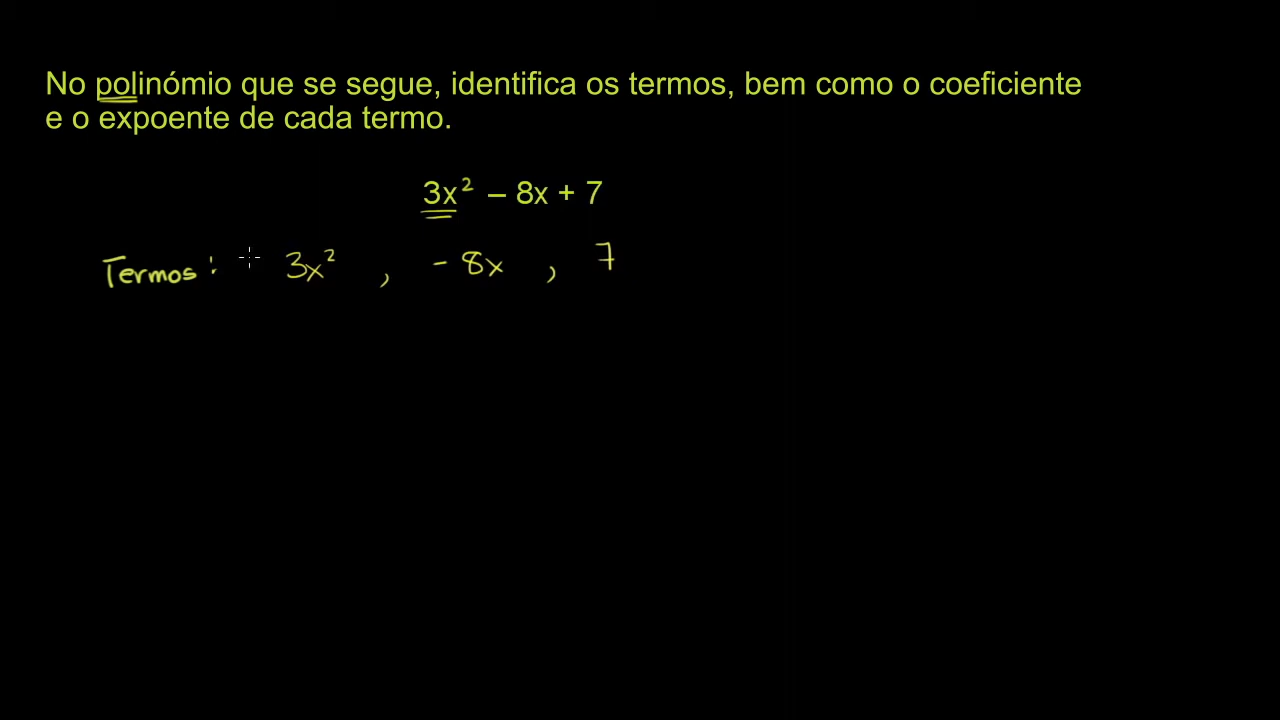 No polinómio que se segue, identifica os termos, bem como o coeficiente
e o expoente de cada termo.
3x² – 8x + 7
Termos: 3x² , - 8x , 7